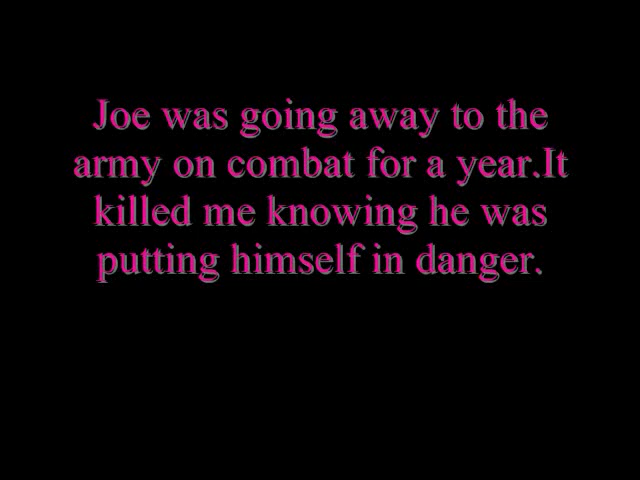 Joe was going away to the
army on combat for a year.It
killed me knowing he was
putting himself in danger.